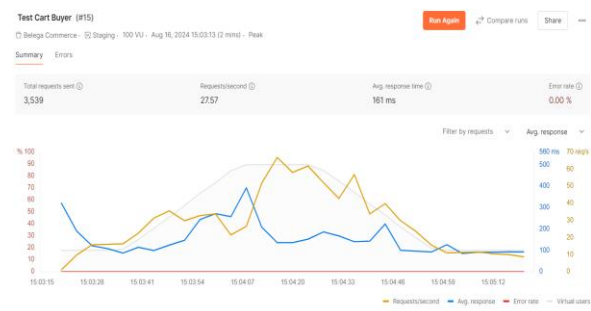 Test Cart Buyer (#15)
Run Again
Compare runs
Share
Belega Commerce - Staging - 100 VU - Aug 16, 2024 15:03:13 (2 mins) - Peak
Summary Errors
Total requests sent
Requests/second
Avg. response time
Error rate
3,539
27.57
161 ms
0.00 %
Filter by requests
Avg. response
% 100
90
80
70
60
50
40
30
20
10
0
560 ms
500
400
300
200
100
0
70 req/s
60
50
40
30
20
10
0
15:03:15 15:03:28 15:03:41 15:03:54 15:04:07 15:04:20 15:04:33 15:04:46 15:04:59 15:05:12
Requests/second Avg. response Error rate Virtual users